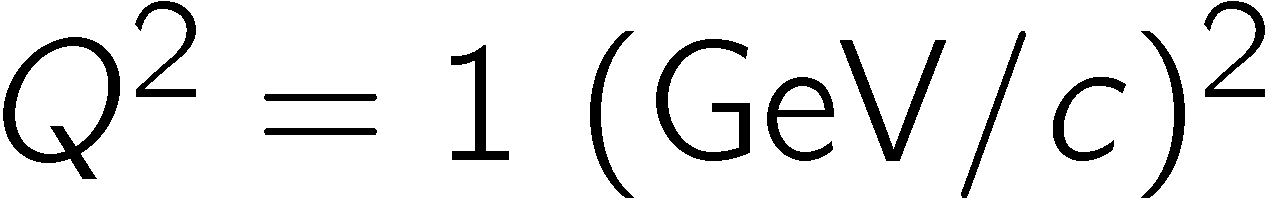 Q² = 1 (GeV/c)²